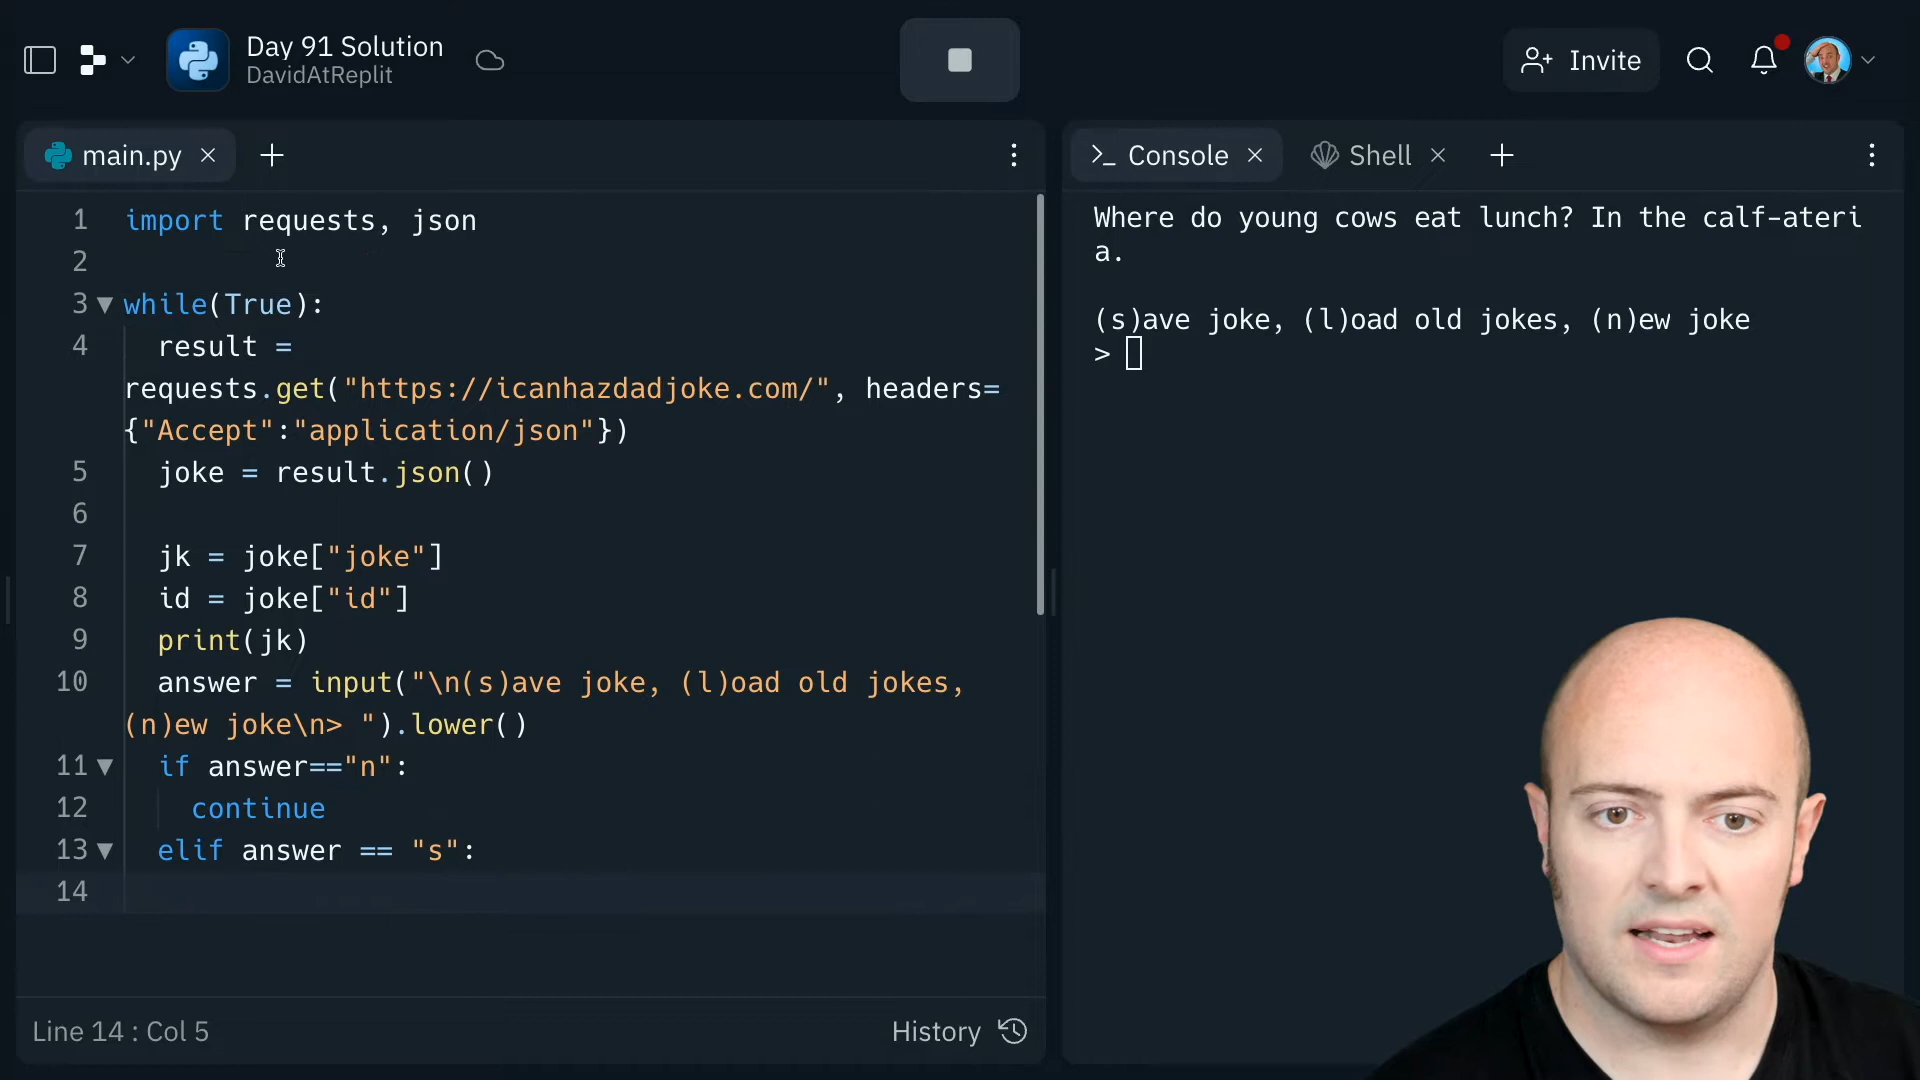 Day 91 Solution
DavidAtReplit
Invite
main.py
Console
Shell
1 import requests, json
2
3 while(True):
4 result =
requests.get("https://icanhazdadjoke.com/", headers=
{"Accept":"application/json"})
5 joke = result.json()
6
7 jk = joke["joke"]
8 id = joke["id"]
9 print(jk)
10 answer = input("\n(s)ave joke, (l)oad old jokes,
(n)ew joke\n> ").lower()
11 if answer=="n":
12 continue
13 elif answer == "s":
14
Line 14 : Col 5
History
Where do young cows eat lunch? In the calf-ateri
a.
(s)ave joke, (l)oad old jokes, (n)ew joke
>